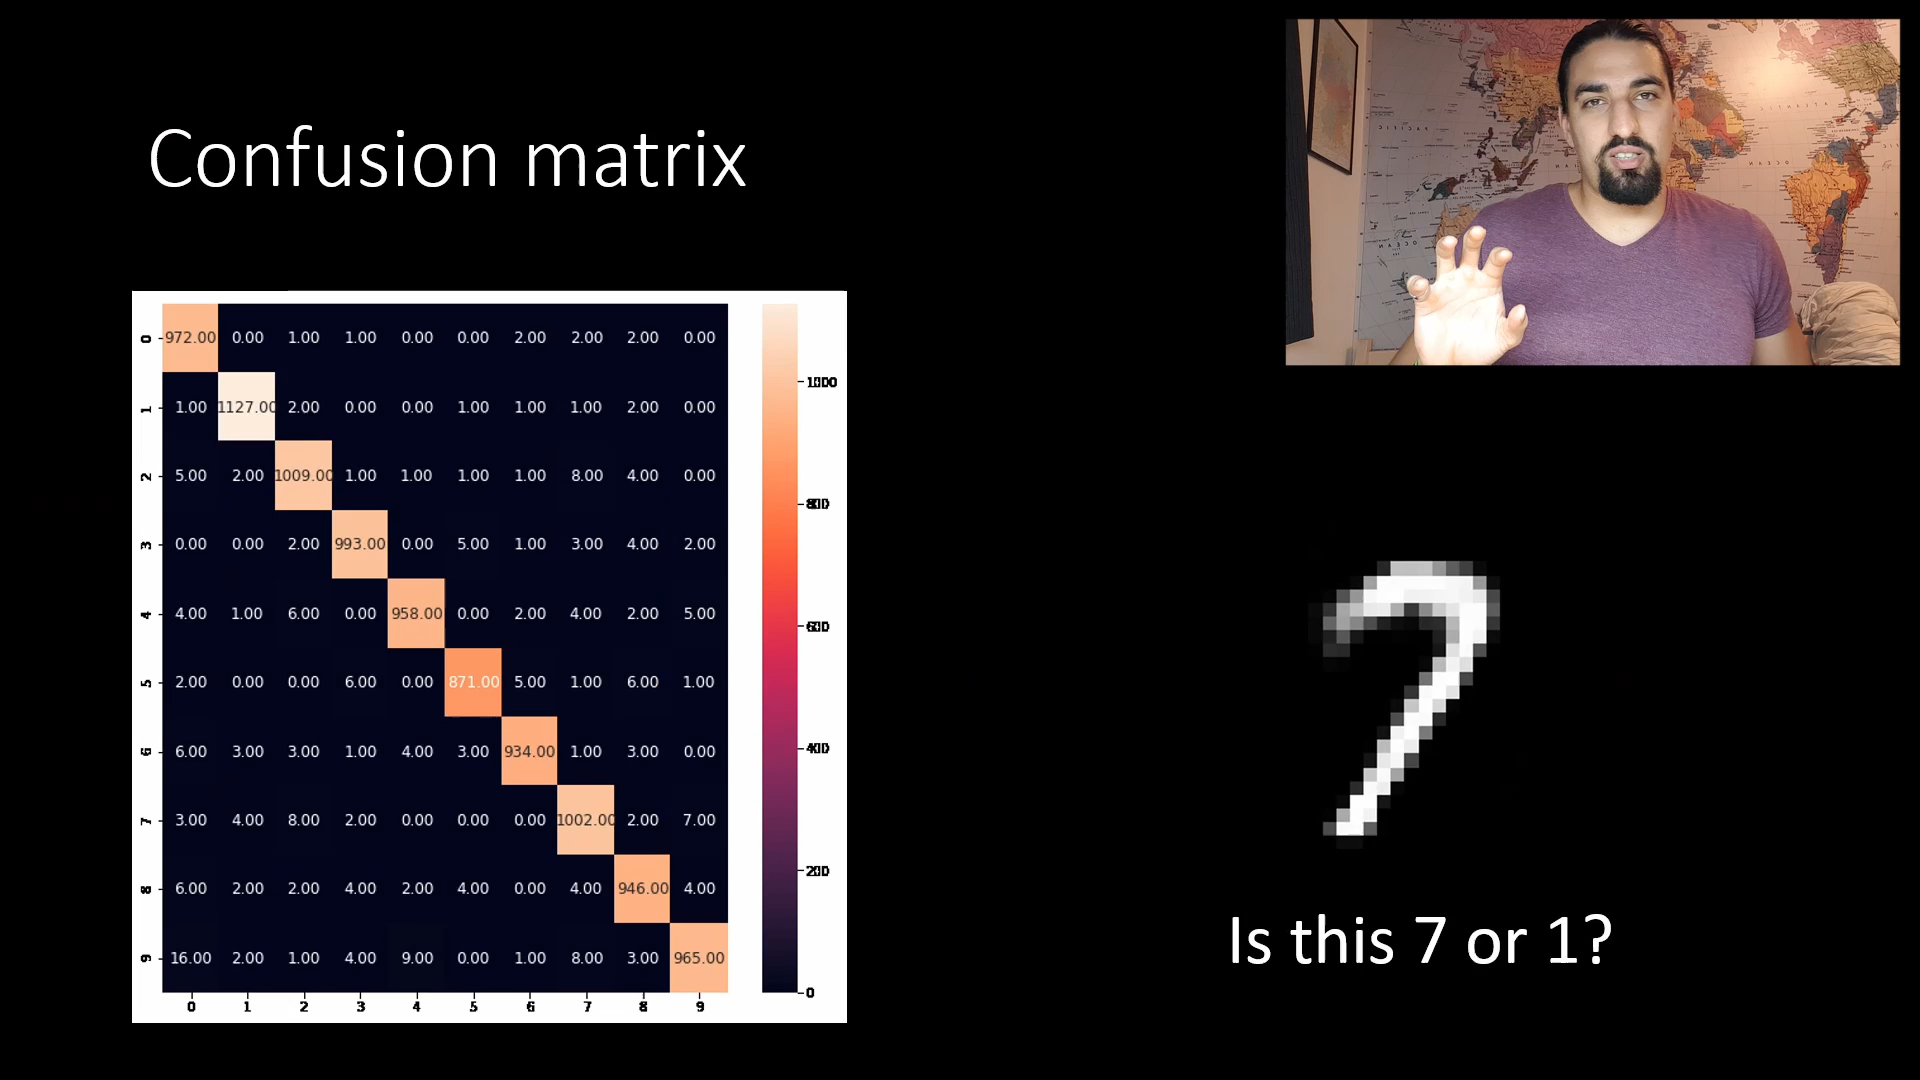 Confusion matrix
0 972.00 0.00 1.00 1.00 0.00 0.00 2.00 2.00 2.00 0.00
1 1.00 1127.00 2.00 0.00 0.00 1.00 1.00 1.00 2.00 0.00
2 5.00 2.00 1009.00 1.00 1.00 1.00 1.00 8.00 4.00 0.00
3 0.00 0.00 2.00 993.00 0.00 5.00 1.00 3.00 4.00 2.00
4 4.00 1.00 6.00 0.00 958.00 0.00 2.00 4.00 2.00 5.00
5 2.00 0.00 0.00 6.00 0.00 871.00 5.00 1.00 6.00 1.00
6 6.00 3.00 3.00 1.00 4.00 3.00 934.00 1.00 3.00 0.00
7 3.00 4.00 8.00 2.00 0.00 0.00 0.00 1002.00 2.00 7.00
8 6.00 2.00 2.00 4.00 2.00 4.00 0.00 4.00 946.00 4.00
9 16.00 2.00 1.00 4.00 9.00 0.00 1.00 8.00 3.00 965.00
0 1 2 3 4 5 6 7 8 9
1000
800
600
400
200
0
7
Is this 7 or 1?